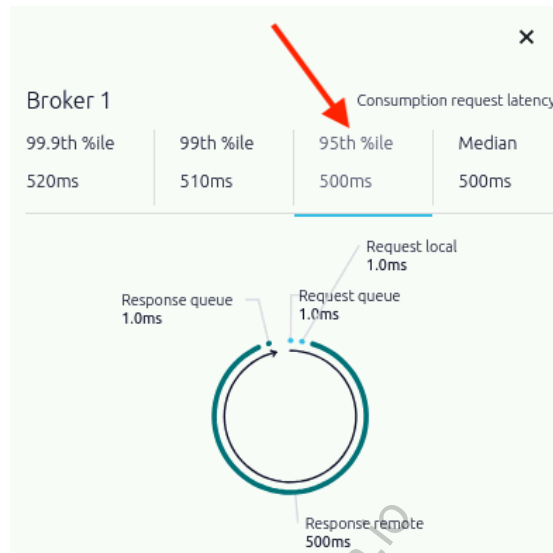 ×
Broker 1
Consumption request latency
99.9th %ile 99th %ile 95th %ile Median
520ms 510ms 500ms 500ms
Request local
1.0ms
Response queue
1.0ms
Request queue
1.0ms
Response remote
500ms